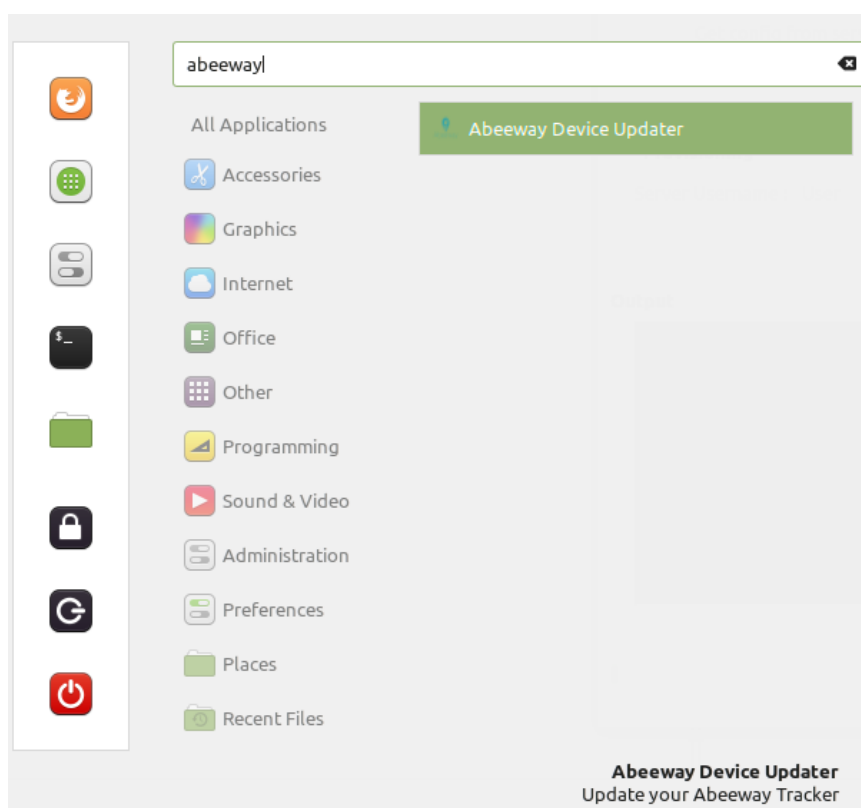 abeeway
All Applications
Abeeway Device Updater
Accessories
Graphics
Internet
$_
Office
Other
Programming
Sound & Video
Administration
Preferences
Places
Recent Files
Abeeway Device Updater
Update your Abeeway Tracker